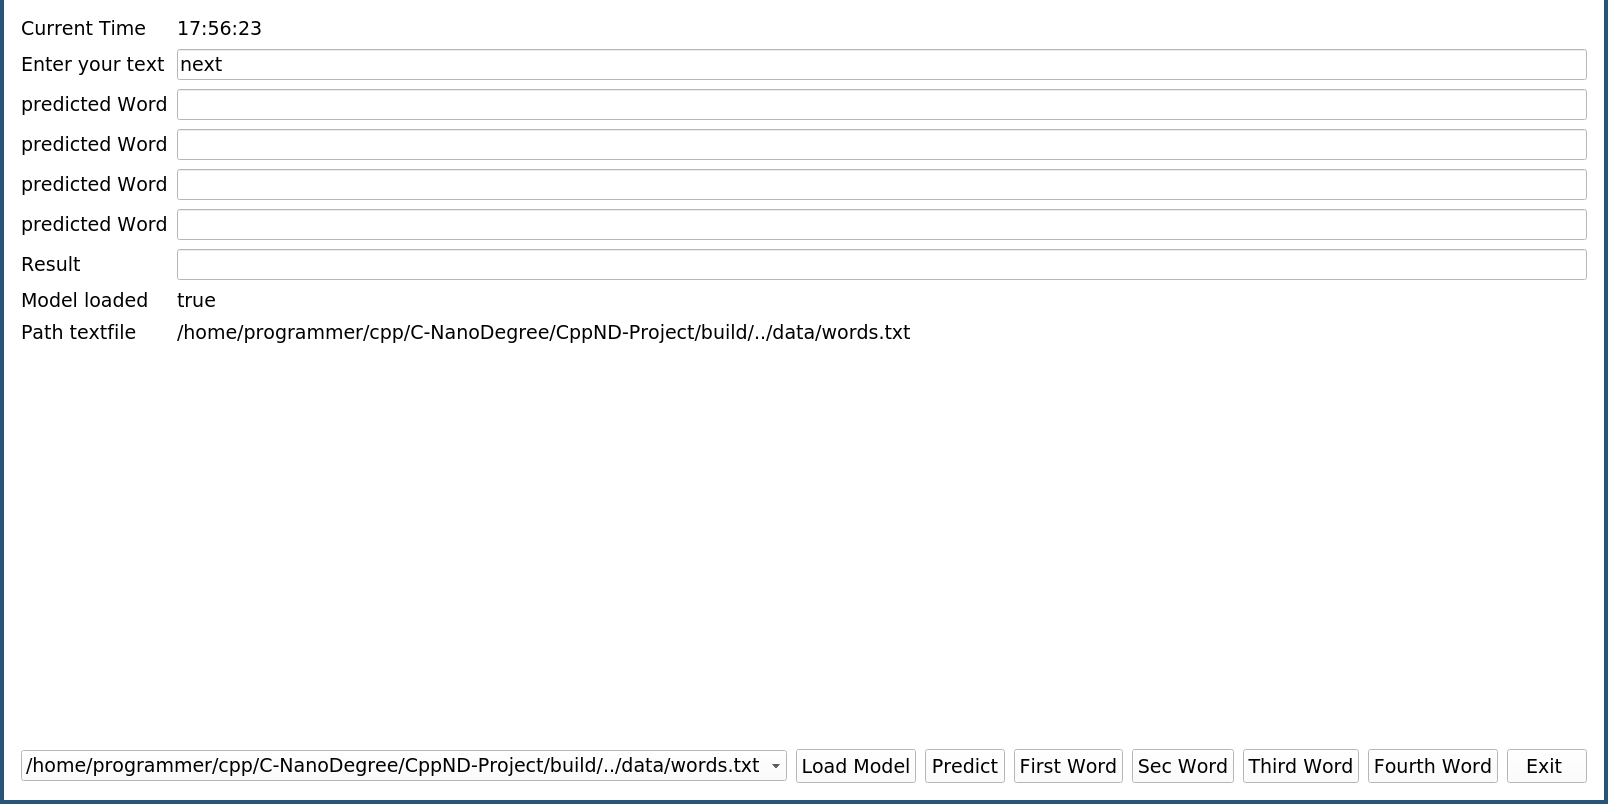 Current Time 17:56:23
Enter your text next
predicted Word
predicted Word
predicted Word
predicted Word
Result
Model loaded true
Path textfile /home/programmer/cpp/C-NanoDegree/CppND-Project/build/../data/words.txt
/home/programmer/cpp/C-NanoDegree/CppND-Project/build/../data/words.txt Load Model Predict First Word Sec Word Third Word Fourth Word Exit